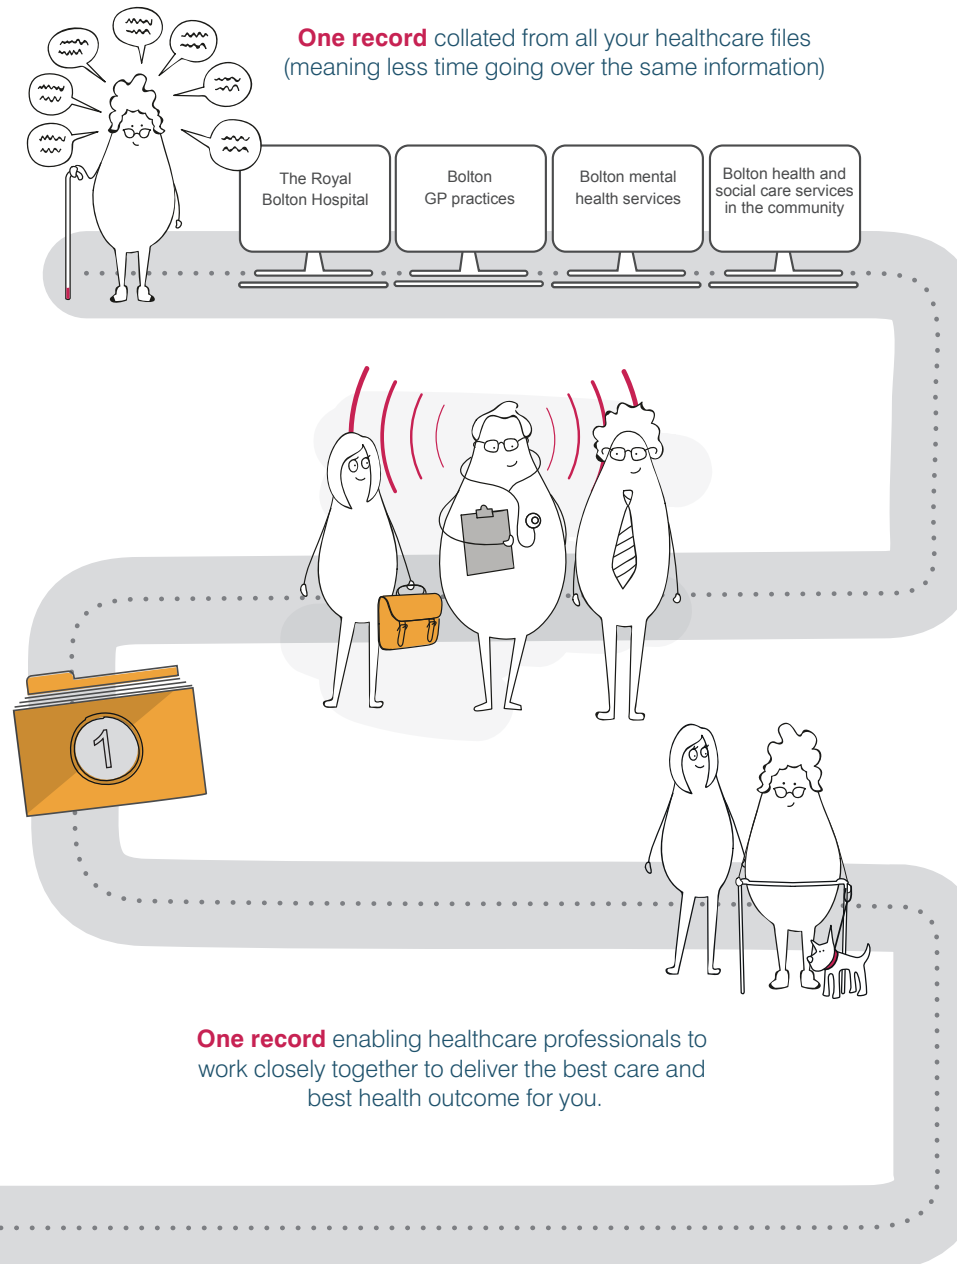 One record collated from all your healthcare files
(meaning less time going over the same information)
The Royal
Bolton Hospital
Bolton
GP practices
Bolton mental
health services
Bolton health and
social care services
in the community
1
One record enabling healthcare professionals to
work closely together to deliver the best care and
best health outcome for you.